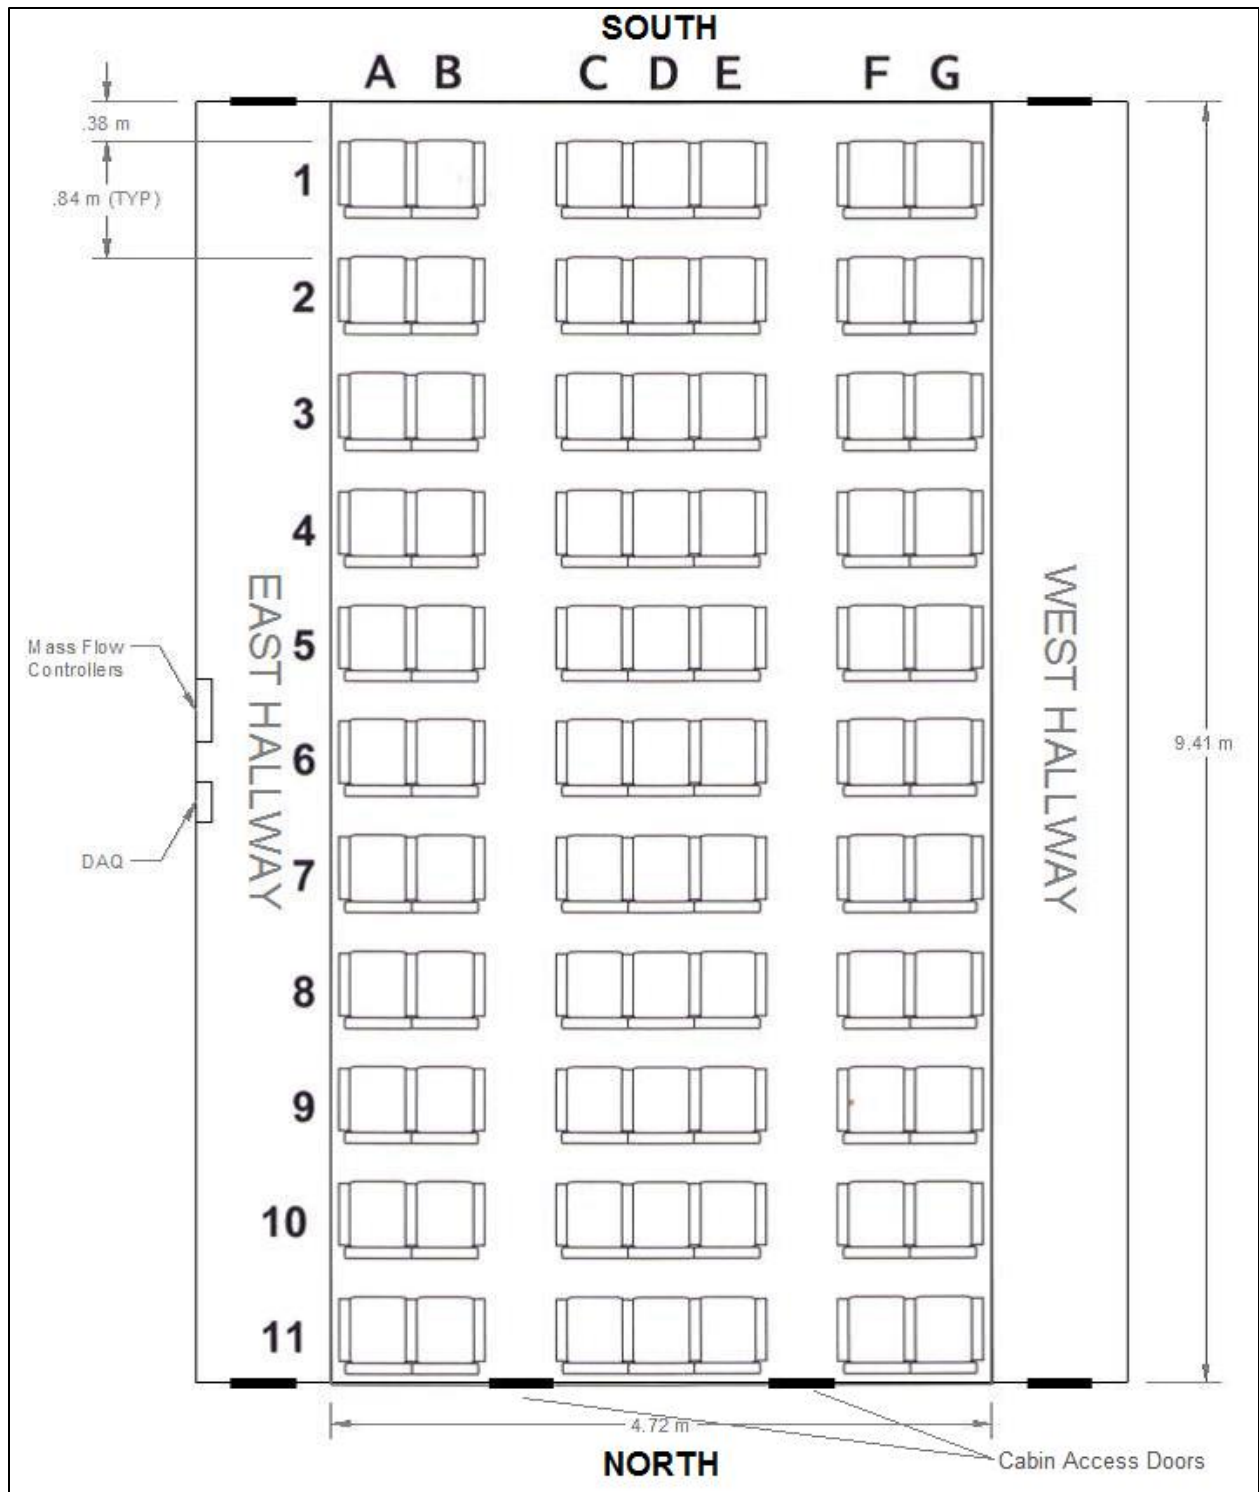 SOUTH
A B C D E F G
.38 m
1
.84 m (TYP)
2
3
4
5
EAST HALLWAY
WEST HALLWAY
Mass Flow
Controllers
6
9.41 m
DAQ
7
8
9
10
11
4.72 m
NORTH
Cabin Access Doors